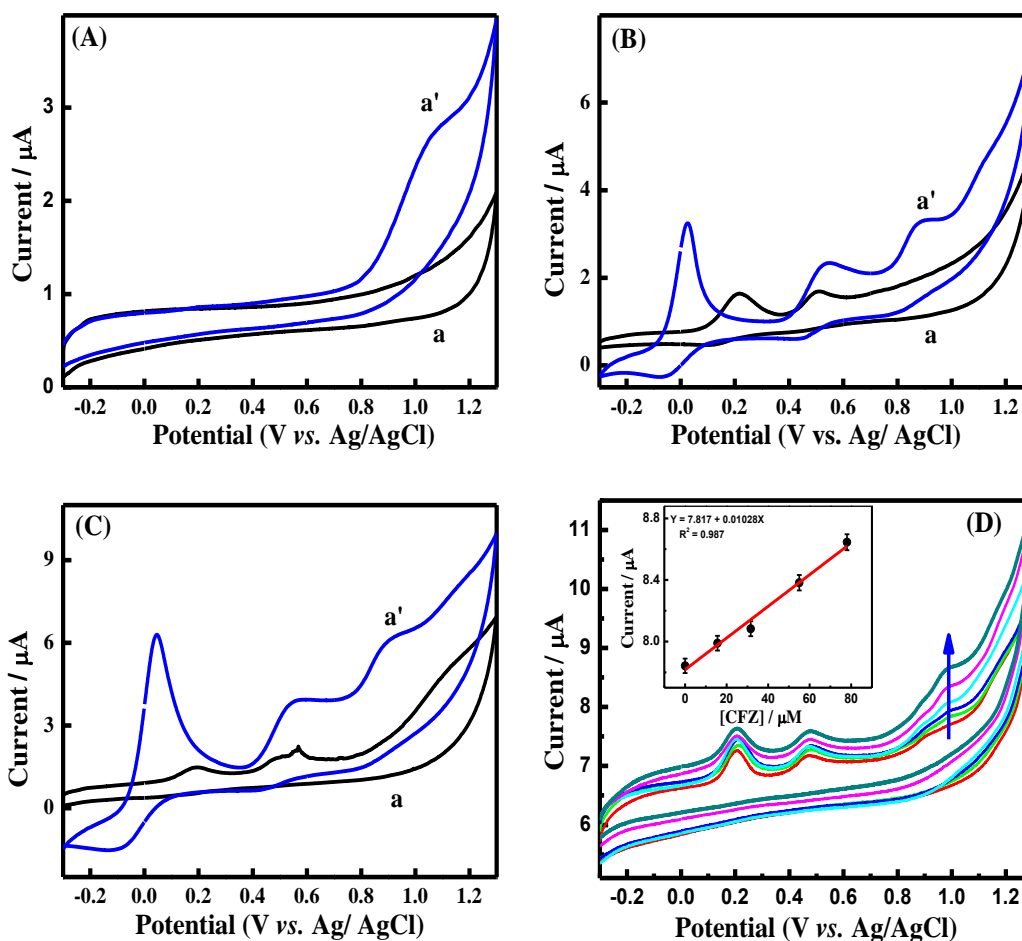 (A)
a'
a
3
2
1
0
-0.2 0.0 0.2 0.4 0.6 0.8 1.0 1.2
Current / μA
Potential (V vs. Ag/AgCl)
(B)
a'
a
6
4
2
0
-0.2 0.0 0.2 0.4 0.6 0.8 1.0 1.2
Current / μA
Potential (V vs. Ag/ AgCl)
(C)
a'
a
9
6
3
0
-0.2 0.0 0.2 0.4 0.6 0.8 1.0 1.2
Current / μA
Potential (V vs. Ag/ AgCl)
(D)
11
10
9
8
7
6
-0.2 0.0 0.2 0.4 0.6 0.8 1.0 1.2
Current / μA
Potential (V vs. Ag/AgCl)
Y = 7.817 + 0.01028X
R² = 0.987
8.8
8.4
8.0
0 20 40 60 80
Current / μA
[CFZ] / μM